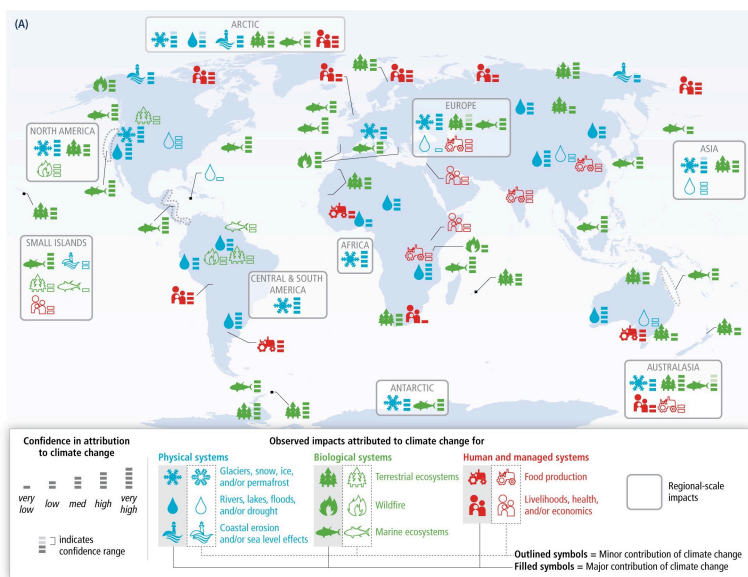 (A)
ARCTIC
NORTH AMERICA
EUROPE
ASIA
SMALL ISLANDS
AFRICA
CENTRAL & SOUTH
AMERICA
ANTARCTIC
AUSTRALASIA
Confidence in attribution
to climate change
very
low
low
med
high
very
high
indicates
confidence range
Observed impacts attributed to climate change for
Physical systems
Glaciers, snow, ice,
and/or permafrost
Rivers, lakes, floods,
and/or drought
Coastal erosion
and/or sea level effects
Biological systems
Terrestrial ecosystems
Wildfire
Marine ecosystems
Human and managed systems
Food production
Livelihoods, health,
and/or economics
Regional-scale
impacts
Outlined symbols = Minor contribution of climate change
Filled symbols = Major contribution of climate change